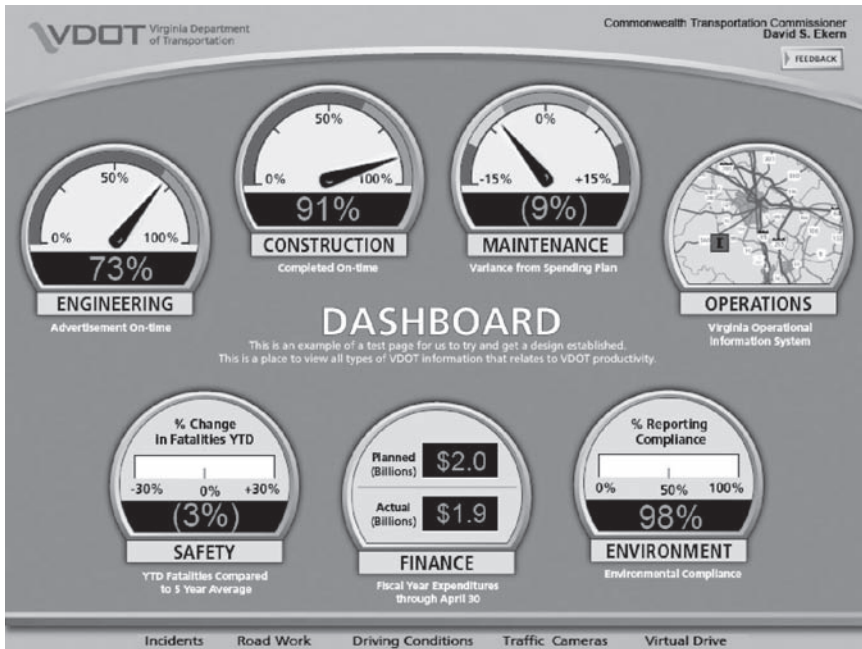 VDOT Virginia Department
of Transportation
Commonwealth Transportation Commissioner
David S. Ekern
FEEDBACK
50%
0% 100%
73%
ENGINEERING
Advertisement On-time
50%
0% 100%
91%
CONSTRUCTION
Completed On-time
0%
-15% +15%
(9%)
MAINTENANCE
Variance from Spending Plan
OPERATIONS
Virginia Operational
Information System
DASHBOARD
This is an example of a test page for us to try and get a design established.
This is a place to view all types of VDOT information that relates to VDOT productivity.
% Change
in Fatalities YTD
-30% 0% +30%
(3%)
SAFETY
YTD Fatalities Compared
to 5 Year Average
Planned
(Billions) $2.0
Actual
(Billions) $1.9
FINANCE
Fiscal Year Expenditures
through April 30
% Reporting
Compliance
0% 50% 100%
98%
ENVIRONMENT
Environmental Compliance
Incidents Road Work Driving Conditions Traffic Cameras Virtual Drive